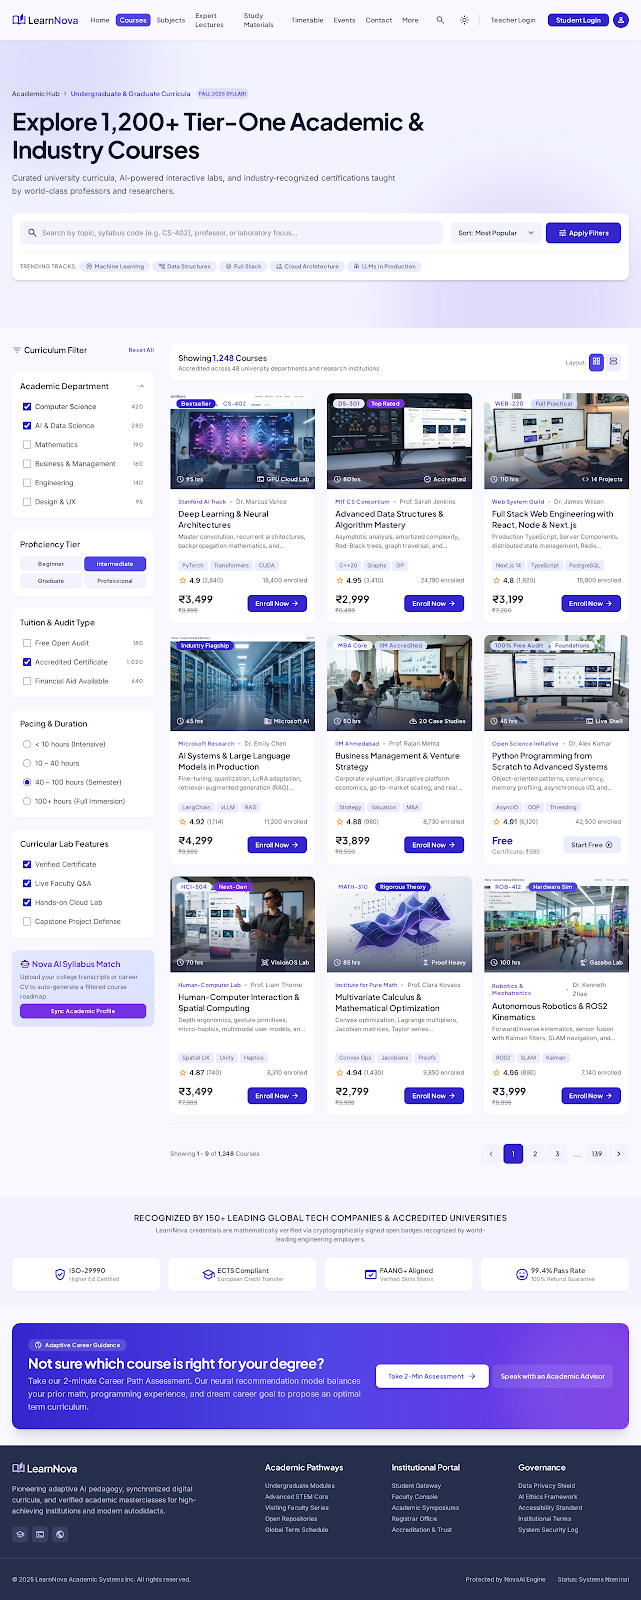 LearnNova
Home Courses Subjects Expert Lectures Study Materials Timetable Events Contact More Teacher Login Student Login
Academic Hub > Undergraduate & Graduate Curricula FALL 2025 SYLLABI
Explore 1,200+ Tier-One Academic &
Industry Courses
Curated university curricula, AI-powered interactive labs, and industry-recognized certifications taught
by world-class professors and researchers.
Search by topic, syllabus code (e.g. CS-402), professor, or laboratory focus...
Sort: Most Popular
Apply Filters
TRENDING TRACKS: Machine Learning Data Structures Full Stack Cloud Architecture LLMs in Production
Curriculum Filter Reset All
Academic Department
Computer Science 420
AI & Data Science 280
Mathematics 190
Business & Management 160
Engineering 140
Design & UX 95
Proficiency Tier
Beginner Intermediate
Graduate Professional
Tuition & Audit Type
Free Open Audit 180
Accredited Certificate 1,020
Financial Aid Available 640
Pacing & Duration
< 10 hours (Intensive)
10 – 40 hours
40 – 100 hours (Semester)
100+ hours (Full Immersion)
Curricular Lab Features
Verified Certificate
Live Faculty Q&A
Hands-on Cloud Lab
Capstone Project Defense
Nova AI Syllabus Match
Upload your college transcripts or career
CV to auto-generate a filtered course
roadmap.
Sync Academic Profile
Showing 1,248 Courses
Accredited across 48 university departments and research institutions
Layout:
Bestseller CS-402
95 hrs GPU Cloud Lab
Stanford AI Track • Dr. Marcus Vance
Deep Learning & Neural
Architectures
Master convolution, recurrent architectures,
backpropagation mathematics, and...
PyTorch Transformers CUDA
4.9 (2,840) 18,400 enrolled
₹3,499
₹8,999
Enroll Now
DS-301 Top Rated
80 hrs Accredited
MIT CS Consortium • Prof. Sarah Jenkins
Advanced Data Structures &
Algorithm Mastery
Asymptotic analysis, amortized complexity,
Red-Black trees, graph traversal, and...
C++20 Graphs DP
4.95 (3,410) 24,190 enrolled
₹2,999
₹6,499
Enroll Now
WEB-220 Full Practical
110 hrs 14 Projects
Web System Guild • Dr. James Wilson
Full Stack Web Engineering with
React, Node & Next.js
Production TypeScript, Server Components,
distributed state management, Redis...
Next.js 14 TypeScript PostgreSQL
4.8 (1,920) 15,800 enrolled
₹3,199
₹7,200
Enroll Now
Industry Flagship
65 hrs Microsoft AI
Microsoft Research • Dr. Emily Chen
AI Systems & Large Language
Models in Production
Fine-tuning, quantization, LoRA adaptation,
retrieval-augmented generation (RAG)...
LangChain vLLM RAG
4.92 (1,114) 11,200 enrolled
₹4,299
₹9,999
Enroll Now
MBA Core IIM Accredited
50 hrs 20 Case Studies
IIM Ahmedabad • Prof. Rajan Mehta
Business Management & Venture
Strategy
Corporate valuation, disruptive platform
economics, go-to-market scaling, and real...
Strategy Valuation M&A
4.88 (980) 8,730 enrolled
₹3,899
₹8,500
Enroll Now
100% Free Audit Foundations
45 hrs Live Shell
Open Science Initiative • Dr. Alex Kumar
Python Programming from
Scratch to Advanced Systems
Object-oriented patterns, concurrency,
memory profiling, asynchronous I/O, and...
AsyncIO OOP Threading
4.91 (6,120) 42,500 enrolled
Free
Certificate: ₹999
Start Free
HCI-504 Next-Gen
70 hrs VisionOS Lab
Human-Computer Lab • Prof. Liam Thorne
Human-Computer Interaction &
Spatial Computing
Depth ergonomics, gesture primitives,
micro-haptics, multimodal user models, an...
Spatial UX Unity Haptics
4.87 (740) 6,310 enrolled
₹3,499
₹7,999
Enroll Now
MATH-310 Rigorous Theory
85 hrs Proof Heavy
Institute for Pure Math • Prof. Clara Kovacs
Multivariate Calculus &
Mathematical Optimization
Convex optimization, Lagrange multipliers,
Jacobian matrices, Taylor series...
Convex Ops Jacobians Proofs
4.94 (1,430) 9,850 enrolled
₹2,799
₹5,999
Enroll Now
ROB-412 Hardware Sim
100 hrs Gazebo Lab
Robotics & Mechatronics • Dr. Kenneth Zhao
Autonomous Robotics & ROS2
Kinematics
Forward/inverse kinematics, sensor fusion
with Kalman filters, SLAM navigation, and...
ROS2 SLAM Kalman
4.96 (890) 7,140 enrolled
₹3,999
₹8,999
Enroll Now
Showing 1 - 9 of 1,248 Courses
1 2 3 ... 139
RECOGNIZED BY 150+ LEADING GLOBAL TECH COMPANIES & ACCREDITED UNIVERSITIES
LearnNova credentials are mathematically verified via cryptographically signed open badges recognized by world-
leading engineering employers.
ISO-29990
Higher Ed Certified
ECTS Compliant
European Credit Transfer
FAANG+ Aligned
Verified Skills Matrix
99.4% Pass Rate
100% Refund Guarantee
Adaptive Career Guidance
Not sure which course is right for your degree?
Take our 2-minute Career Path Assessment. Our neural recommendation model balances
your prior math, programming experience, and dream career goal to propose an optimal
term curriculum.
Take 2-Min Assessment
Speak with an Academic Advisor
LearnNova
Pioneering adaptive AI pedagogy, synchronized digital
curricula, and verified academic masterclasses for high-
achieving institutions and modern autodidacts.
Academic Pathways
Undergraduate Modules
Advanced STEM Core
Visiting Faculty Series
Open Repositories
Global Term Schedule
Institutional Portal
Student Gateway
Faculty Console
Academic Symposiums
Registrar Office
Accreditation & Trust
Governance
Data Privacy Shield
AI Ethics Framework
Accessibility Standard
Institutional Terms
System Security Log
© 2025 LearnNova Academic Systems Inc. All rights reserved.
Protected by NovaAI Engine Status: Systems Nominal